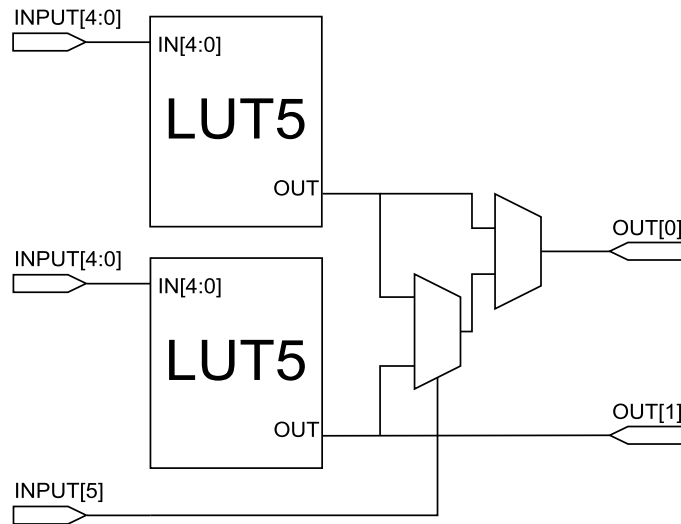 INPUT[4:0]
IN[4:0]
LUT5
OUT
OUT[0]
INPUT[4:0]
IN[4:0]
LUT5
OUT
OUT[1]
INPUT[5]